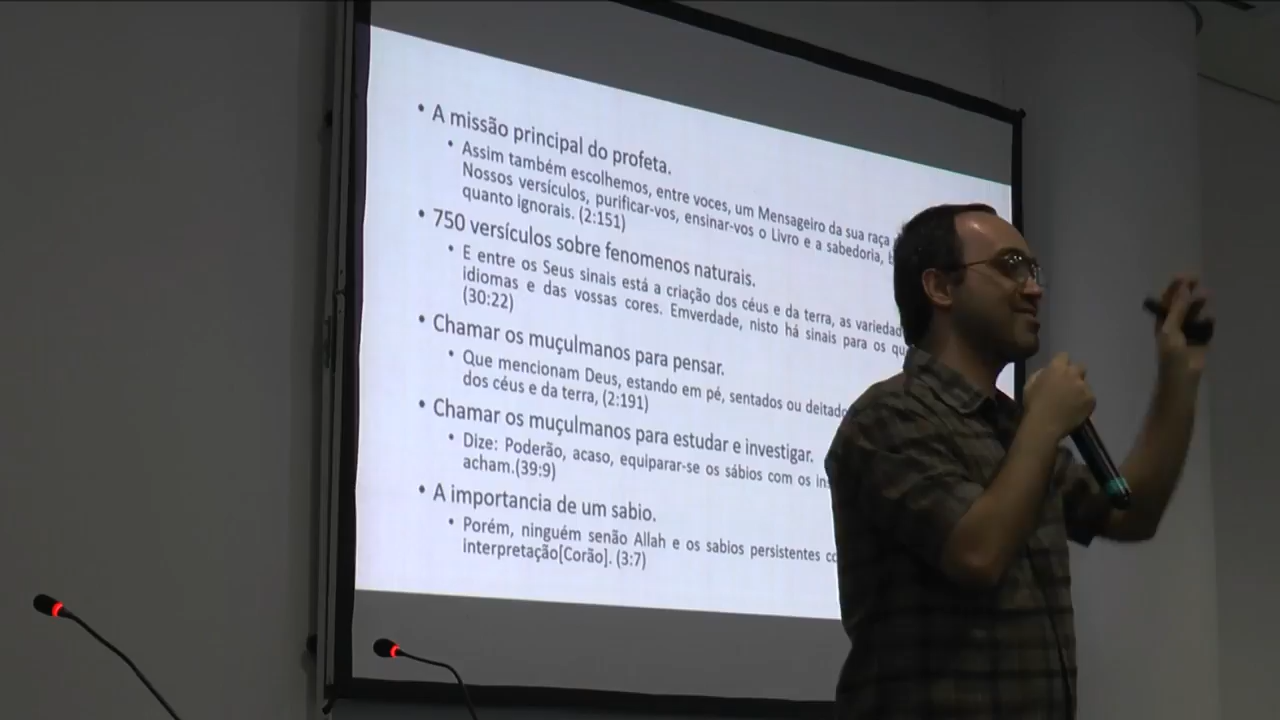 • A missão principal do profeta.
• Assim também escolhemos, entre voces, um Mensageiro da sua raça
Nossos versículos, purificar-vos, ensinar-vos o Livro e a sabedoria,
quanto ignorais. (2:151)
• 750 versículos sobre fenomenos naturais.
• E entre os Seus sinais está a criação dos céus e da terra, as
idiomas e das vossas cores. Emverdade, nisto há sinais para os
(30:22)
• Chamar os muçulmanos para pensar.
• Que mencionam Deus, estando em pé, sentados ou
dos céus e da terra, (2:191)
• Chamar os muçulmanos para estudar e investigar.
• Dize: Poderão, acaso, equiparar-se os sábios com os
acham.(39:9)
• A importancia de um sabio.
• Porém, ninguém senão Allah e os sabios persistentes
interpretação[Corão]. (3:7)